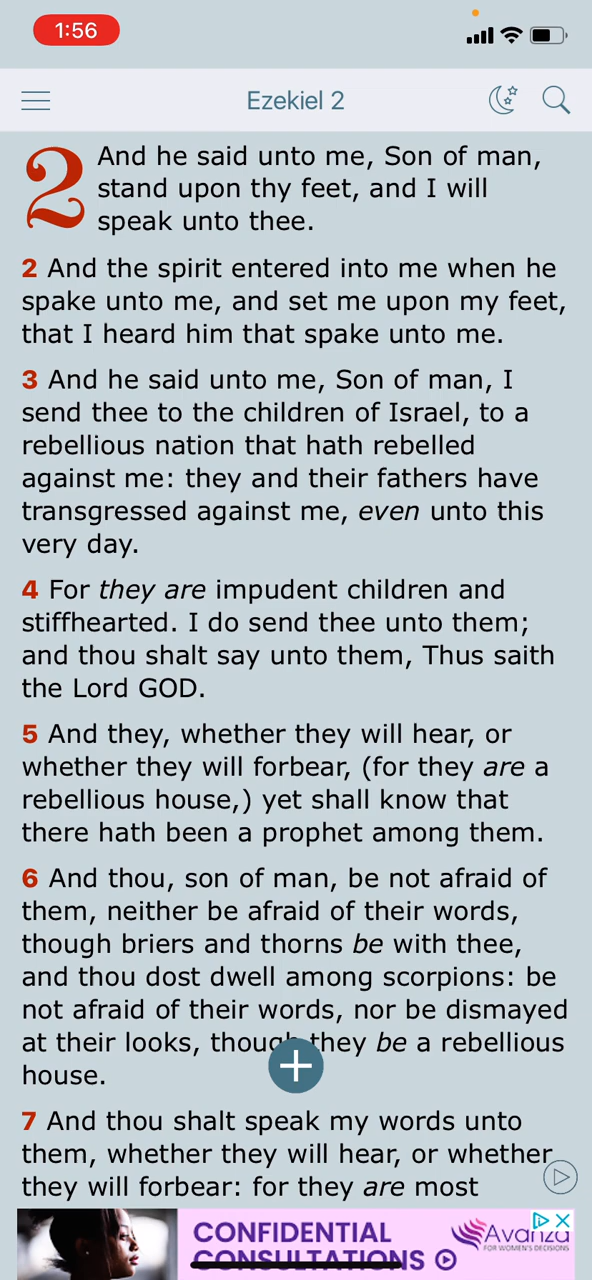 1:56
Ezekiel 2
2 And he said unto me, Son of man,
stand upon thy feet, and I will
speak unto thee.
2 And the spirit entered into me when he
spake unto me, and set me upon my feet,
that I heard him that spake unto me.
3 And he said unto me, Son of man, I
send thee to the children of Israel, to a
rebellious nation that hath rebelled
against me: they and their fathers have
transgressed against me, even unto this
very day.
4 For they are impudent children and
stiffhearted. I do send thee unto them;
and thou shalt say unto them, Thus saith
the Lord GOD.
5 And they, whether they will hear, or
whether they will forbear, (for they are a
rebellious house,) yet shall know that
there hath been a prophet among them.
6 And thou, son of man, be not afraid of
them, neither be afraid of their words,
though briers and thorns be with thee,
and thou dost dwell among scorpions: be
not afraid of their words, nor be dismayed
at their looks, though they be a rebellious
house.
7 And thou shalt speak my words unto
them, whether they will hear, or whether
they will forbear: for they are most
CONFIDENTIAL
CONSULTATIONS
Avanza
FOR WOMEN'S DECISIONS